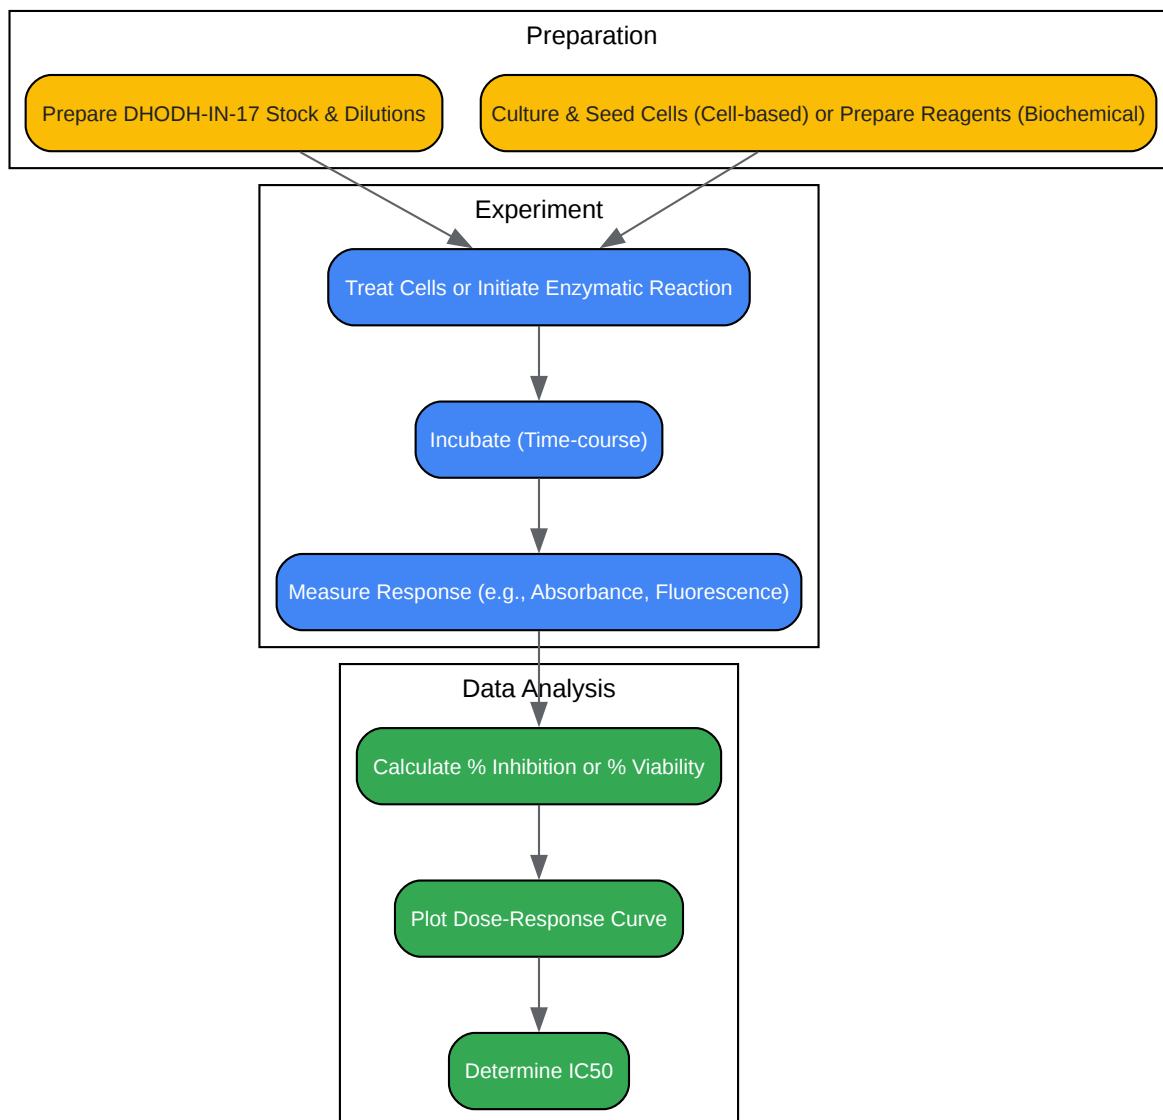 Preparation
Prepare DHODH-IN-17 Stock & Dilutions
Culture & Seed Cells (Cell-based) or Prepare Reagents (Biochemical)
Experiment
Treat Cells or Initiate Enzymatic Reaction
Incubate (Time-course)
Measure Response (e.g., Absorbance, Fluorescence)
Data Analysis
Calculate % Inhibition or % Viability
Plot Dose-Response Curve
Determine IC50